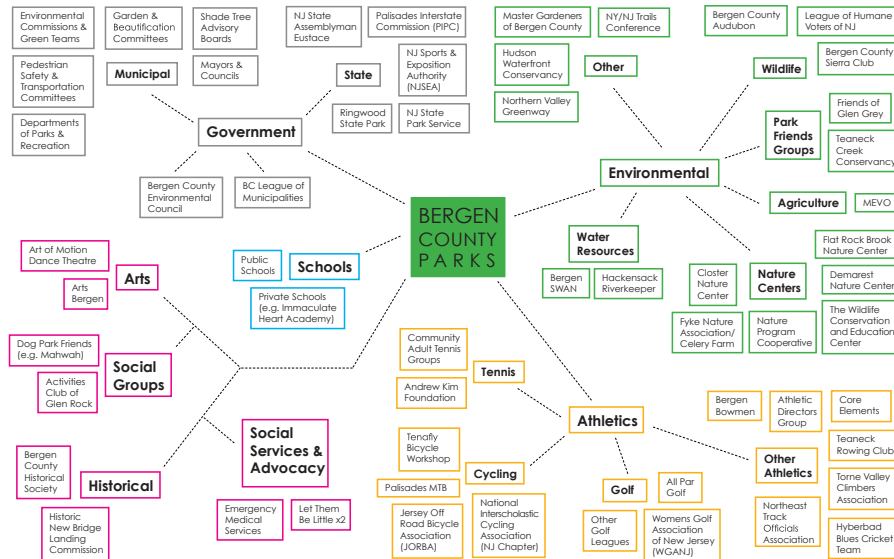 Environmental
Commissions &
Green Teams
Garden &
Beautification
Committees
Shade Tree
Advisory
Boards
Pedestrian
Safety &
Transportation
Committees
Municipal
Mayors &
Councils
Departments
of Parks &
Recreation
NJ State
Assemblyman
Eustace
Palisades Interstate
Commission (PIPC)
State
NJ Sports &
Exposition
Authority
(NJSEA)
Ringwood
State Park
NJ State
Park Service
Government
Bergen County
Environmental
Council
BC League of
Municipalities
Master Gardeners
of Bergen County
NY/NJ Trails
Conference
Hudson
Waterfront
Conservancy
Other
Northern Valley
Greenway
Bergen County
Audubon
League of Humane
Voters of NJ
Wildlife
Bergen County
Sierra Club
Park
Friends
Groups
Friends of
Glen Grey
Teaneck
Creek
Conservancy
Environmental
Agriculture
MEVO
Water
Resources
Bergen
SWAN
Hackensack
Riverkeeper
Closter
Nature
Center
Nature
Centers
Flat Rock Brook
Nature Center
Demarest
Nature Center
Fyke Nature
Association/
Celery Farm
Nature
Program
Cooperative
The Wildlife
Conservation
and Education
Center
BERGEN
COUNTY
PARKS
Public
Schools
Schools
Private Schools
(e.g. Immaculate
Heart Academy)
Art of Motion
Dance Theatre
Arts
Bergen
Arts
Dog Park Friends
(e.g. Mahwah)
Social
Groups
Activities
Club of
Glen Rock
Social
Services &
Advocacy
Emergency
Medical
Services
Let Them
Be Little x2
Bergen
County
Historical
Society
Historical
Historic
New Bridge
Landing
Commission
Community
Adult Tennis
Groups
Tennis
Andrew Kim
Foundation
Athletics
Tenafly
Bicycle
Workshop
Cycling
Palisades MTB
Jersey Off
Road Bicycle
Association
(JORBA)
National
Interscholastic
Cycling
Association
(NJ Chapter)
Golf
All Par
Golf
Other
Golf
Leagues
Womens Golf
Association
of New Jersey
(WGANJ)
Bergen
Bowmen
Athletic
Directors
Group
Core
Elements
Other
Athletics
Teaneck
Rowing Club
Torne Valley
Climbers
Association
Northeast
Track
Officials
Association
Hyberbad
Blues Cricket
Team